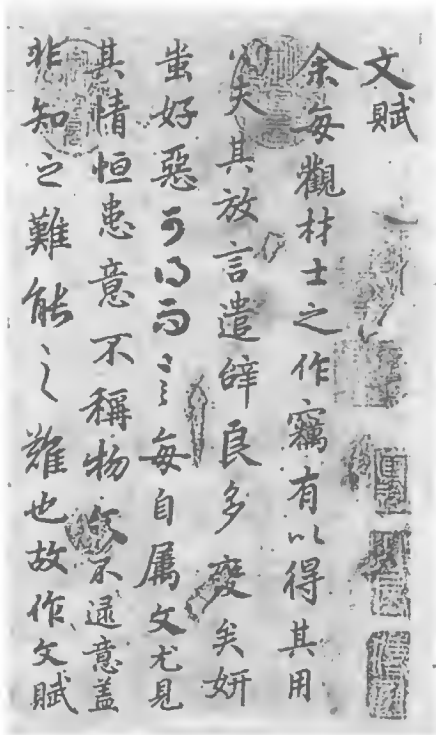 文賦
余每觀材士之作竊有以得其用
心夫其放言遣辭良多變矣妍
蚩好惡可得而言每自屬文尤見
其情恒患意不稱物文不逮意盖
非知之難能之難也故作文賦